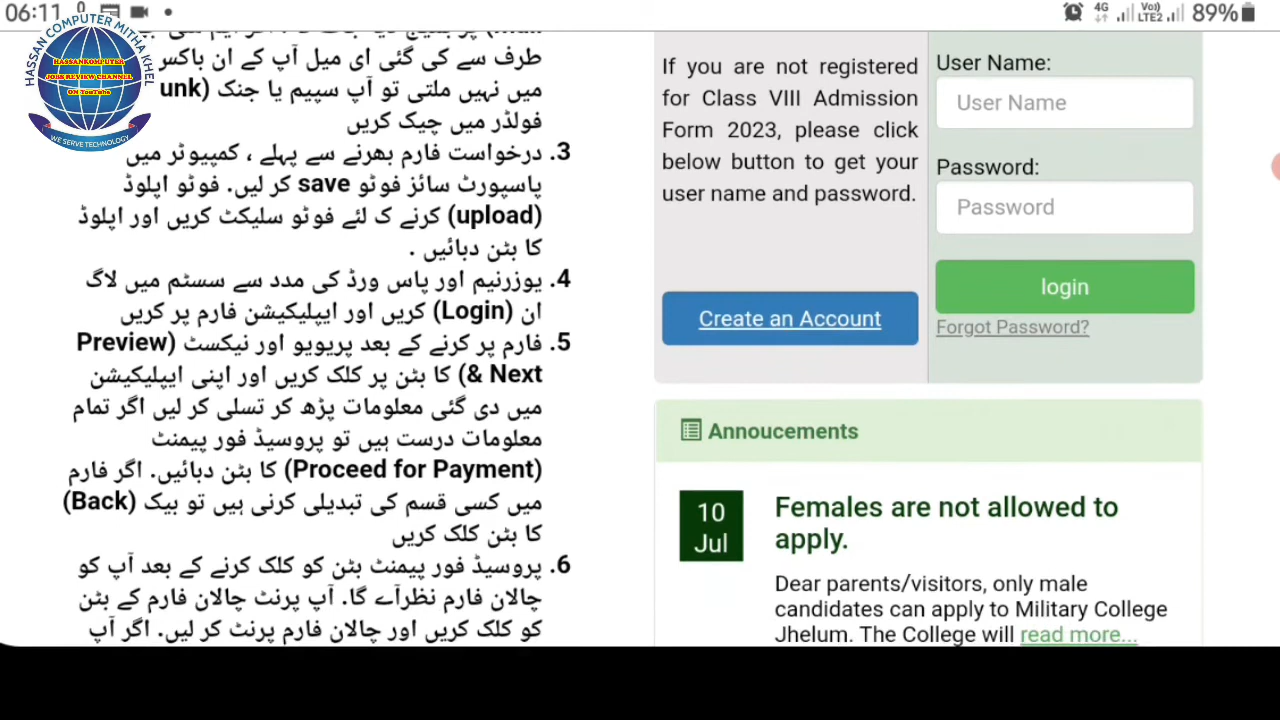 06:11
4G
Vo)) LTE2
89%
HASSAN COMPUTER MITHA KHEL
HASSANKOMPUTER
JOBS REVIEW CHANNEL
ON YouTube
WE SERVE TECHNOLOGY
طرف سے کی گئی ای میل آپ کے ان باکس
میں نہیں ملتی تو آپ سپیم یا جنک (unk
فولڈر میں چیک کریں
3. درخواست فارم بھرنے سے پہلے ، کمپیوٹر میں
پاسپورٹ سائز فوٹو save کر لیں. فوٹو اپلوڈ
(upload) کرنے ک لئے فوٹو سلیکٹ کریں اور اپلوڈ
کا بٹن دبائیں .
4. یوزرنیم اور پاس ورڈ کی مدد سے سسٹم میں لاگ
ان (Login) کریں اور ایپلیکیشن فارم پر کریں
5. فارم پر کرنے کے بعد پریویو اور نیکسٹ (Preview
& Next) کا بٹن پر کلک کریں اور اپنی ایپلیکیشن
میں دی گئی معلومات پڑھ کر تسلی کر لیں اگر تمام
معلومات درست ہیں تو پروسیڈ فور پیمنٹ
(Proceed for Payment) کا بٹن دبائیں. اگر فارم
میں کسی قسم کی تبدیلی کرنی ہیں تو بیک (Back)
کا بٹن کلک کریں
6. پروسیڈ فور پیمنٹ بٹن کو کلک کرنے کے بعد آپ کو
چالان فارم نظرآے گا. آپ پرنٹ چالان فارم کے بٹن
کو کلک کریں اور چالان فارم پرنٹ کر لیں. اگر آپ
If you are not registered
for Class VIII Admission
Form 2023, please click
below button to get your
user name and password.
Create an Account
User Name:
User Name
Password:
Password
login
Forgot Password?
Annoucements
10
Jul
Females are not allowed to
apply.
Dear parents/visitors, only male
candidates can apply to Military College
Jhelum. The College will read more...